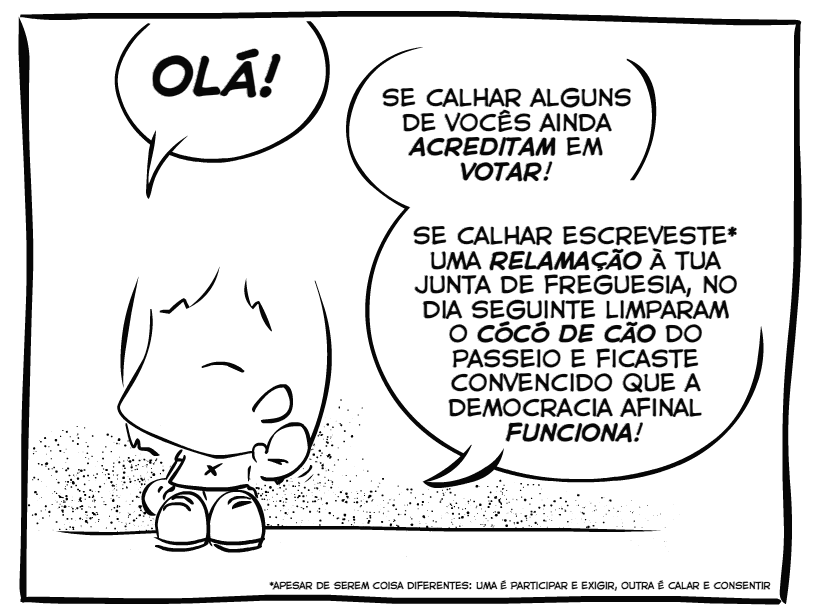 OLÁ!
SE CALHAR ALGUNS
DE VOCÊS AINDA
ACREDITAM EM
VOTAR!
SE CALHAR ESCREVESTE*
UMA RELAMAÇÃO À TUA
JUNTA DE FREGUESIA, NO
DIA SEGUINTE LIMPARAM
O CÓCÓ DE CÃO DO
PASSEIO E FICASTE
CONVENCIDO QUE A
DEMOCRACIA AFINAL
FUNCIONA!
*APESAR DE SEREM COISA DIFERENTES: UMA É PARTICIPAR E EXIGIR, OUTRA É CALAR E CONSENTIR